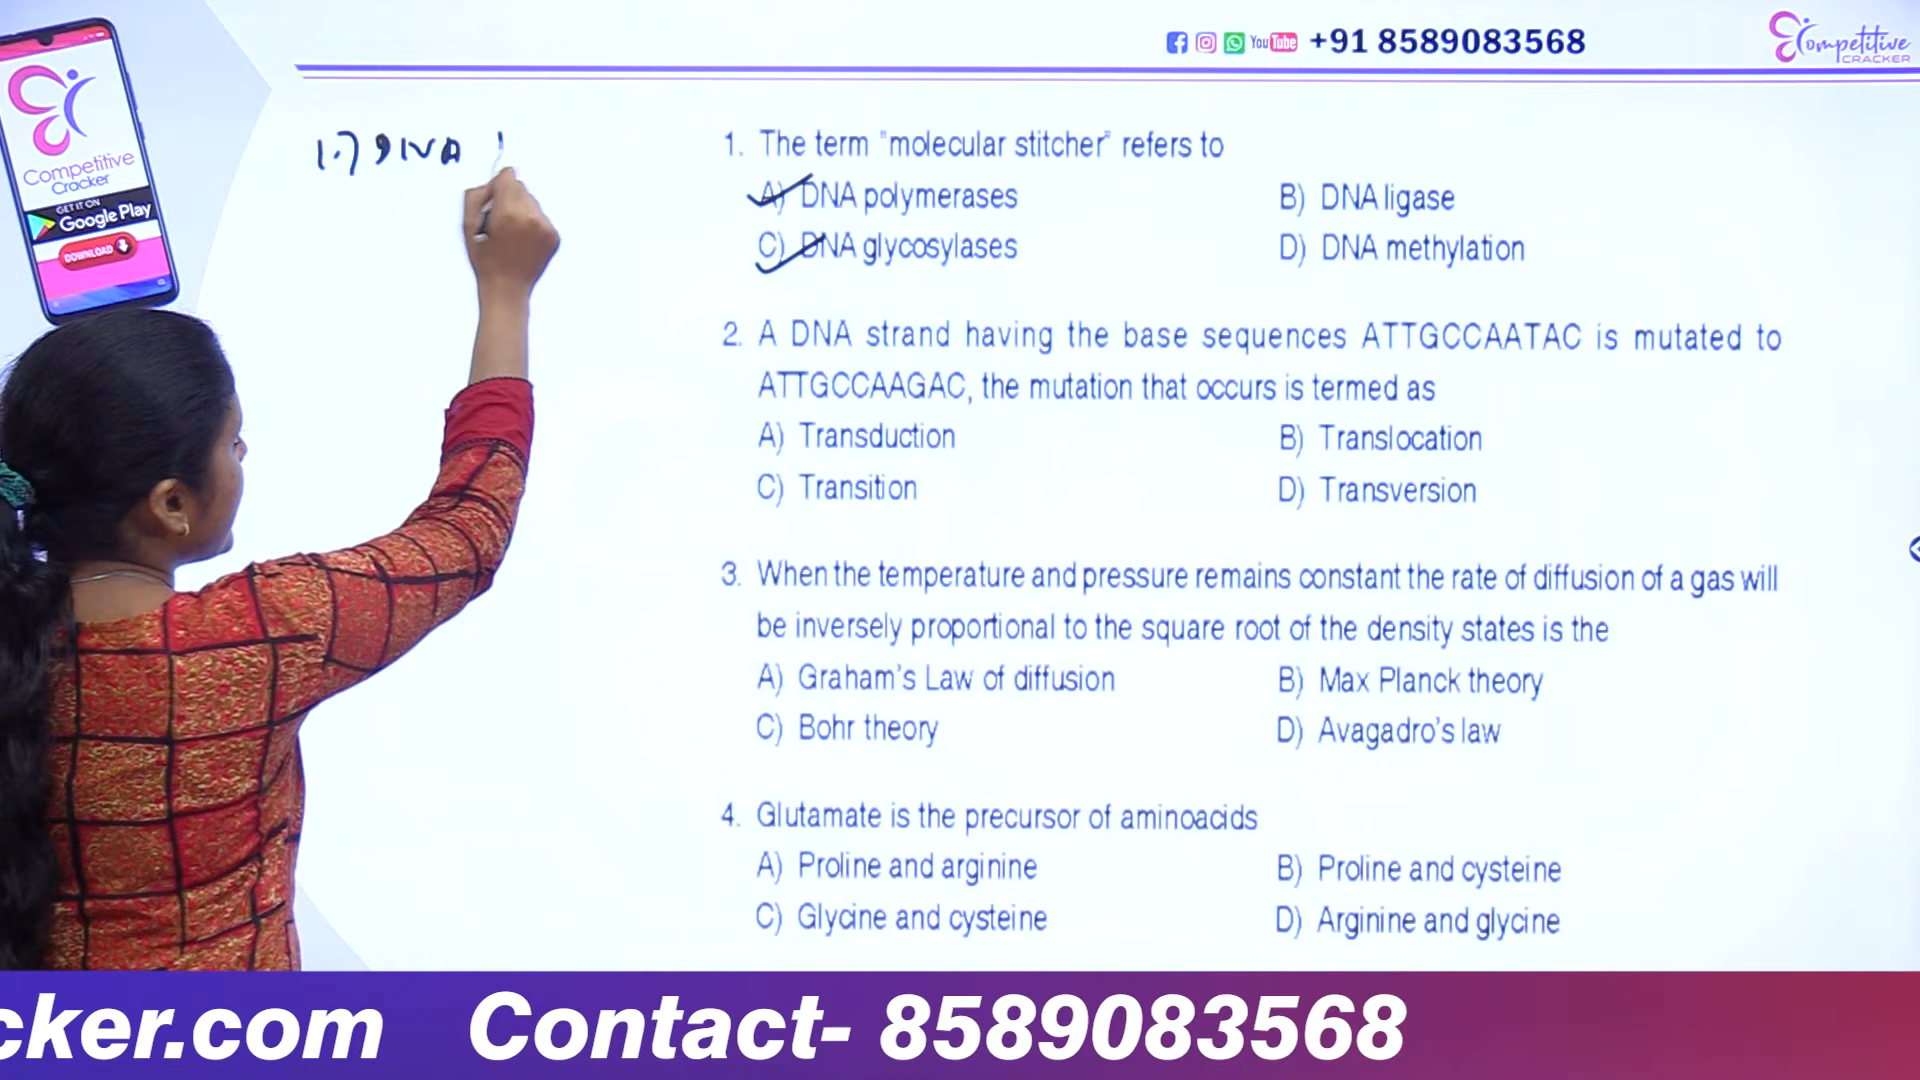 Competitive
Cracker
GET IT ON
Google Play
DOWNLOAD
YouTube +91 8589083568
Competitive
CRACKER
1.) DNA
1. The term "molecular stitcher" refers to
A) DNA polymerases B) DNA ligase
C) DNA glycosylases D) DNA methylation
2. A DNA strand having the base sequences ATTGCCAATAC is mutated to
ATTGCCAAGAC, the mutation that occurs is termed as
A) Transduction B) Translocation
C) Transition D) Transversion
3. When the temperature and pressure remains constant the rate of diffusion of a gas will
be inversely proportional to the square root of the density states is the
A) Graham's Law of diffusion B) Max Planck theory
C) Bohr theory D) Avagadro's law
4. Glutamate is the precursor of aminoacids
A) Proline and arginine B) Proline and cysteine
C) Glycine and cysteine D) Arginine and glycine
cker.com Contact- 8589083568